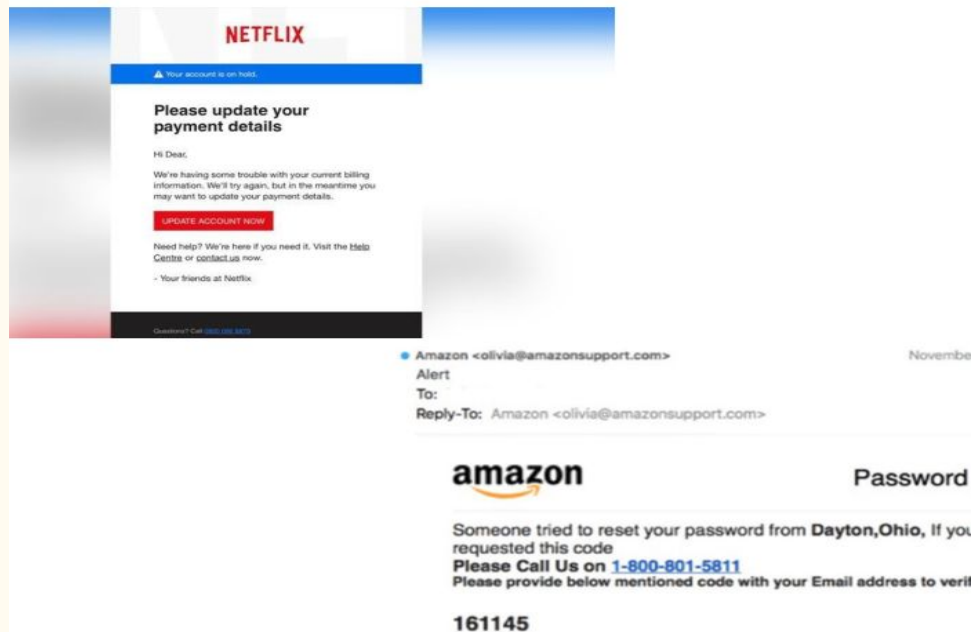 NETFLIX
Your account is on hold.
Please update your
payment details
Hi Dear,
We're having some trouble with your current billing
information. We'll try again, but in the meantime you
may want to update your payment details.
UPDATE ACCOUNT NOW
Need help? We're here if you need it. Visit the Help
Centre or contact us now.
- Your friends at Netflix
Questions? Call
Amazon <olivia@amazonsupport.com>
Novembe
Alert
To:
Reply-To: Amazon <olivia@amazonsupport.com>
amazon
Password
Someone tried to reset your password from Dayton,Ohio, If you
requested this code
Please Call Us on 1-800-801-5811
Please provide below mentioned code with your Email address to verif
161145